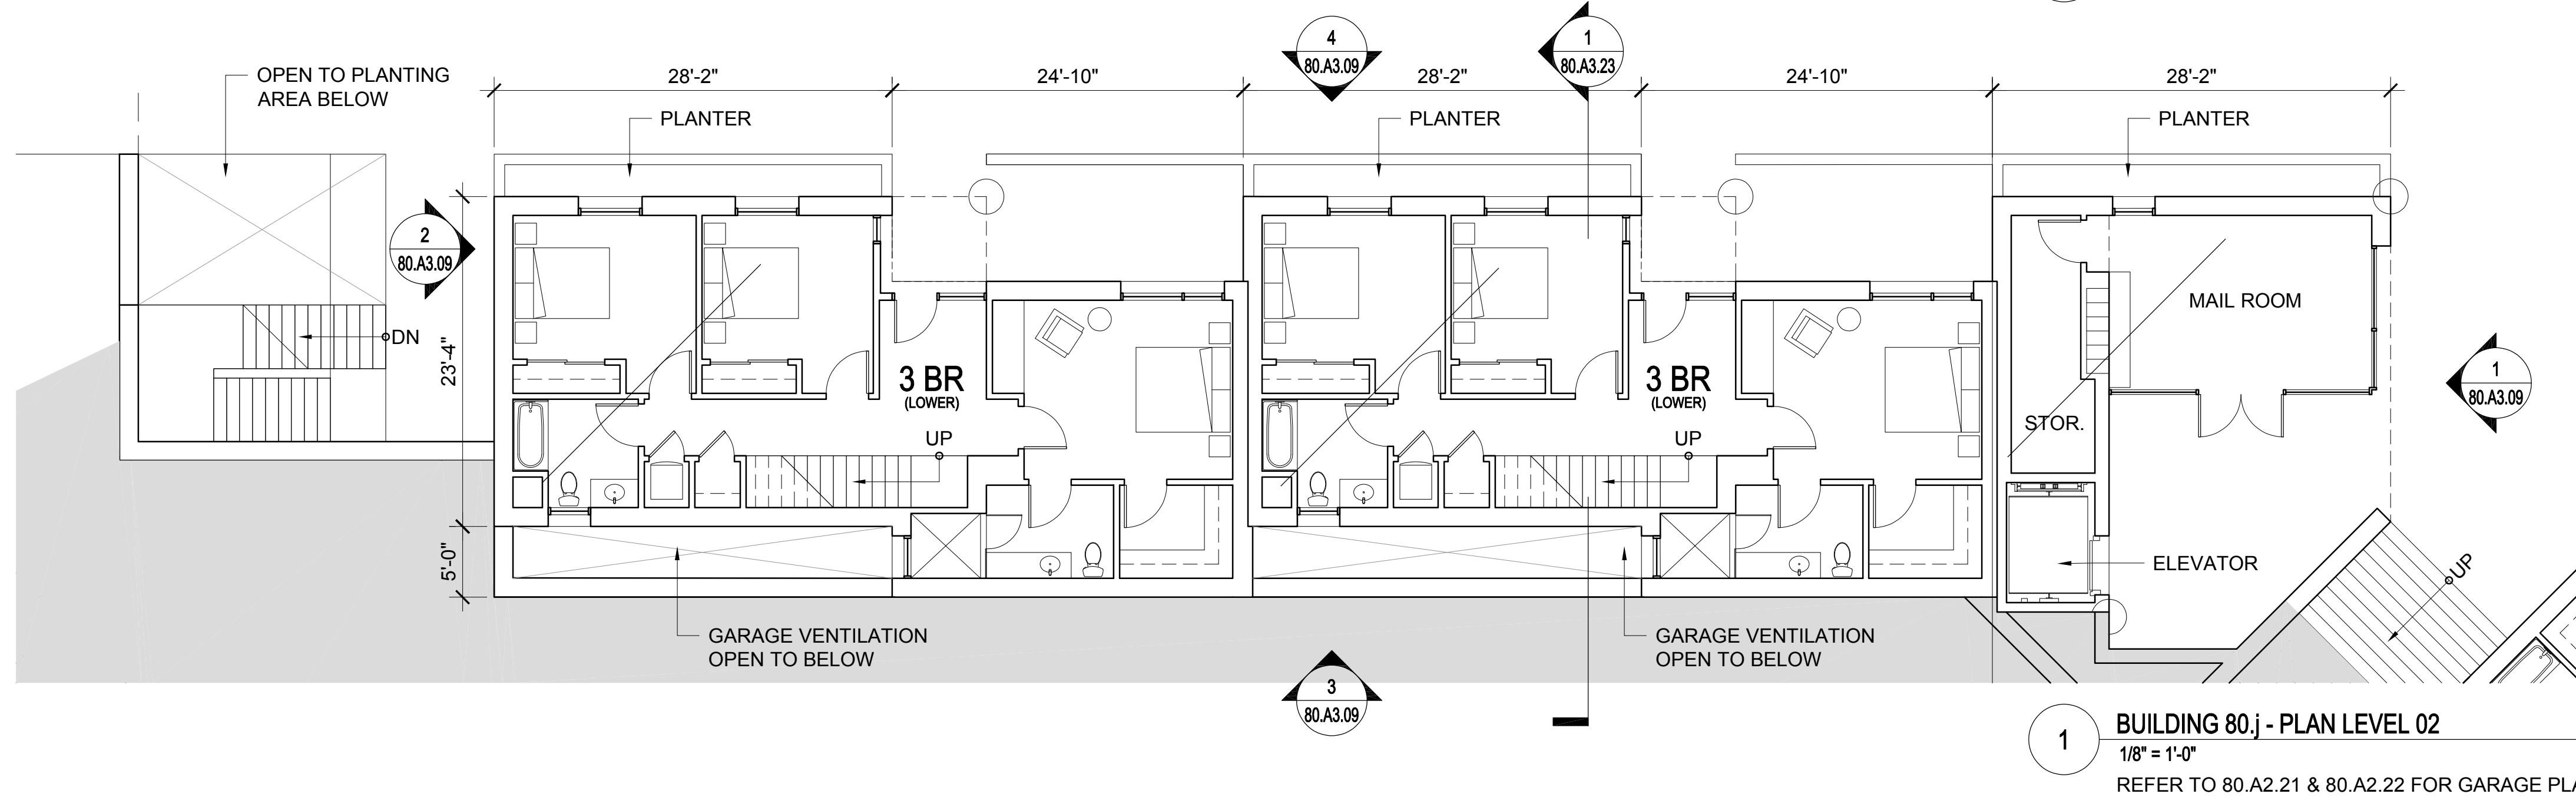 OPEN TO PLANTING
AREA BELOW
28'-2"
24'-10"
4
80.A3.09
28'-2"
1
80.A3.23
24'-10"
28'-2"
PLANTER
PLANTER
PLANTER
2
80.A3.09
23'-4"
DN
3 BR
(LOWER)
UP
3 BR
(LOWER)
UP
MAIL ROOM
STOR.
1
80.A3.09
5'-0"
ELEVATOR
UP
GARAGE VENTILATION
OPEN TO BELOW
GARAGE VENTILATION
OPEN TO BELOW
3
80.A3.09
1
BUILDING 80.j - PLAN LEVEL 02
1/8" = 1'-0"
REFER TO 80.A2.21 & 80.A2.22 FOR GARAGE